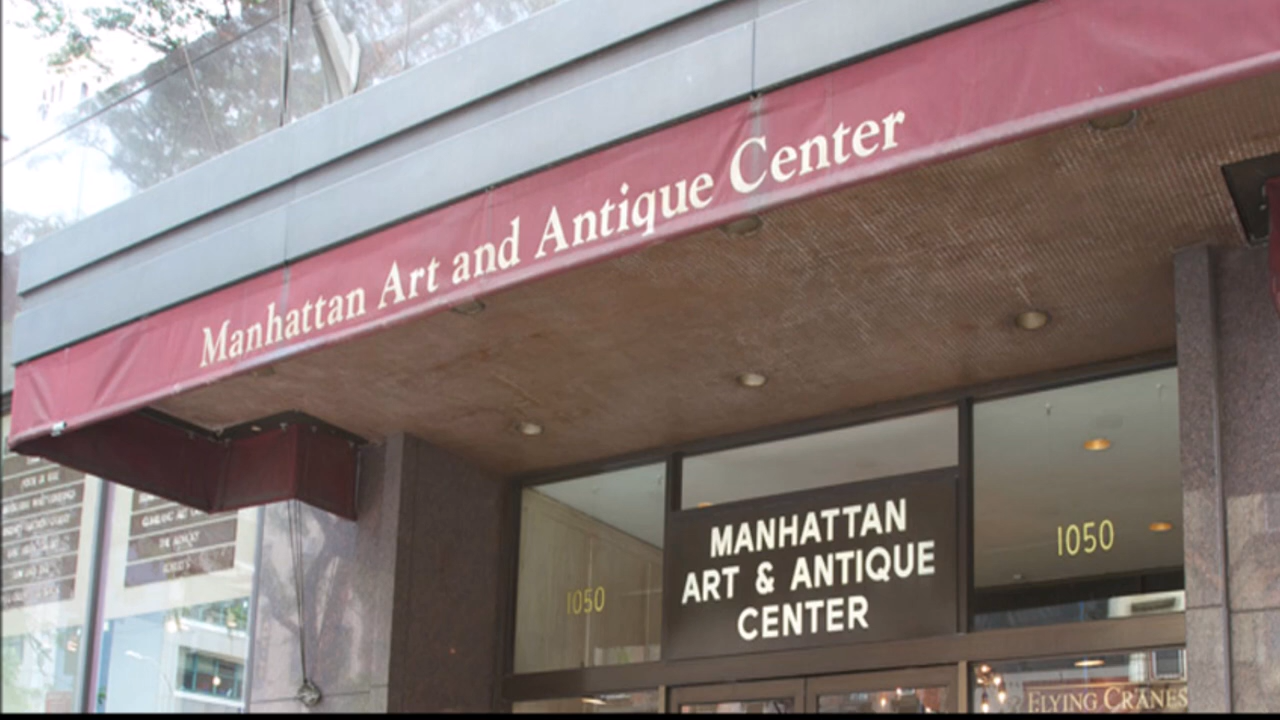 Manhattan Art and Antique Center
MANHATTAN
ART & ANTIQUE
CENTER
1050
1050
FLYING CRANES